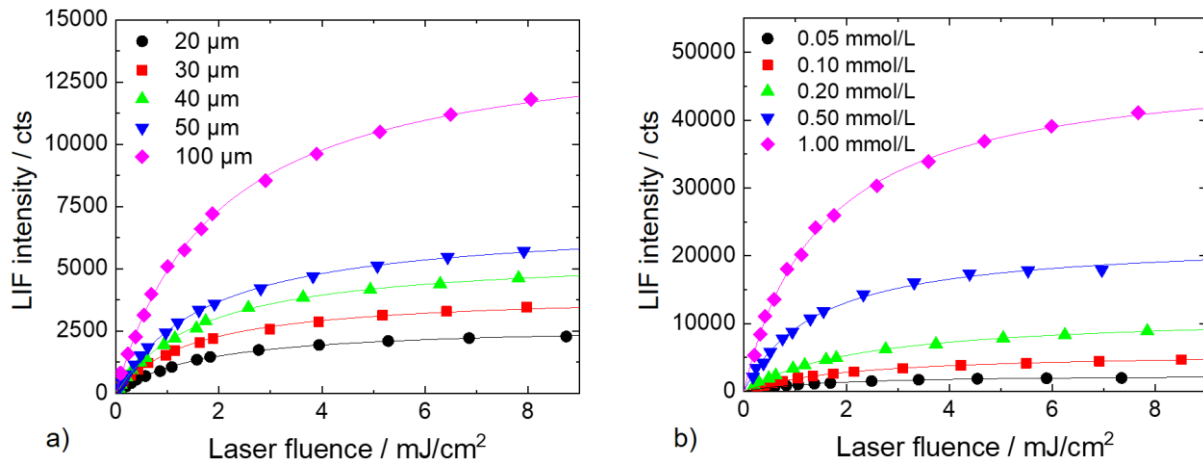 15000
12500
10000
7500
5000
2500
0
LIF intensity / cts
20 µm
30 µm
40 µm
50 µm
100 µm
0 2 4 6 8
Laser fluence / mJ/cm²
a)
50000
40000
30000
20000
10000
0
LIF intensity / cts
0.05 mmol/L
0.10 mmol/L
0.20 mmol/L
0.50 mmol/L
1.00 mmol/L
0 2 4 6 8
Laser fluence / mJ/cm²
b)